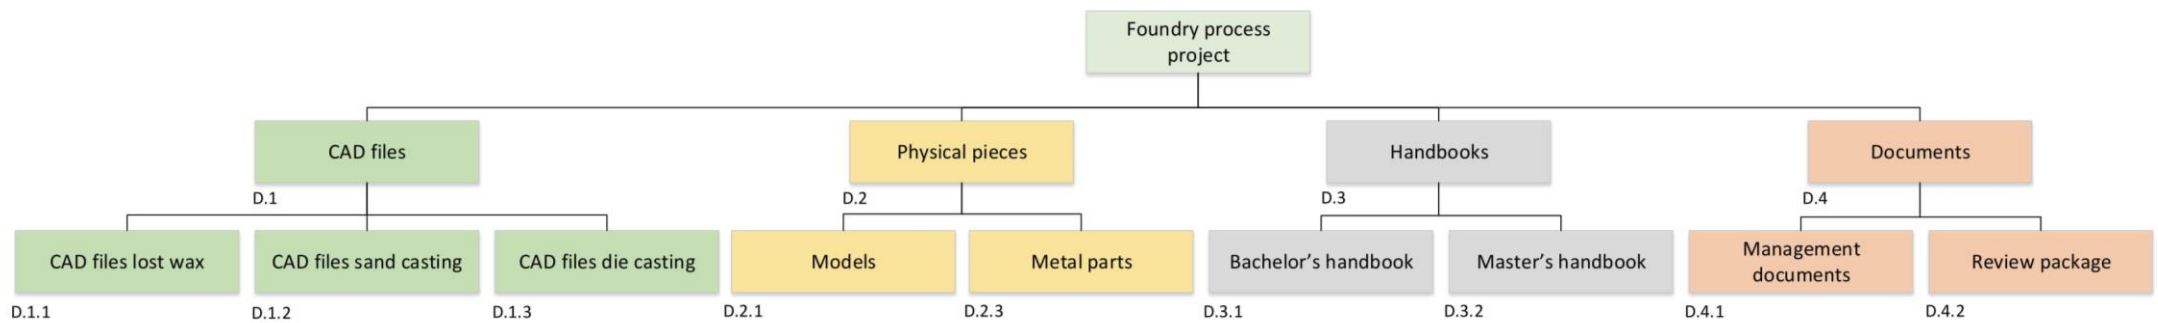 Foundry process
project
CAD files
Physical pieces
Handbooks
Documents
D.1
D.2
D.3
D.4
CAD files lost wax
CAD files sand casting
CAD files die casting
Models
Metal parts
Bachelor’s handbook
Master’s handbook
Management
documents
Review package
D.1.1
D.1.2
D.1.3
D.2.1
D.2.3
D.3.1
D.3.2
D.4.1
D.4.2